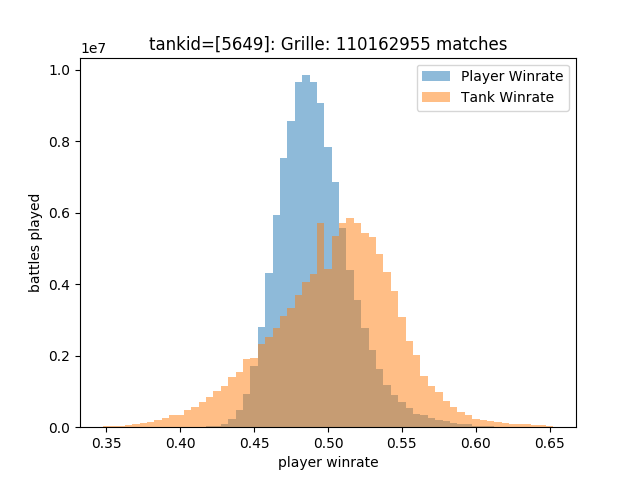 tankid=[5649]: Grille: 110162955 matches
1e7
Player Winrate
Tank Winrate
1.0
0.8
0.6
0.4
0.2
0.0
battles played
0.35 0.40 0.45 0.50 0.55 0.60 0.65
player winrate